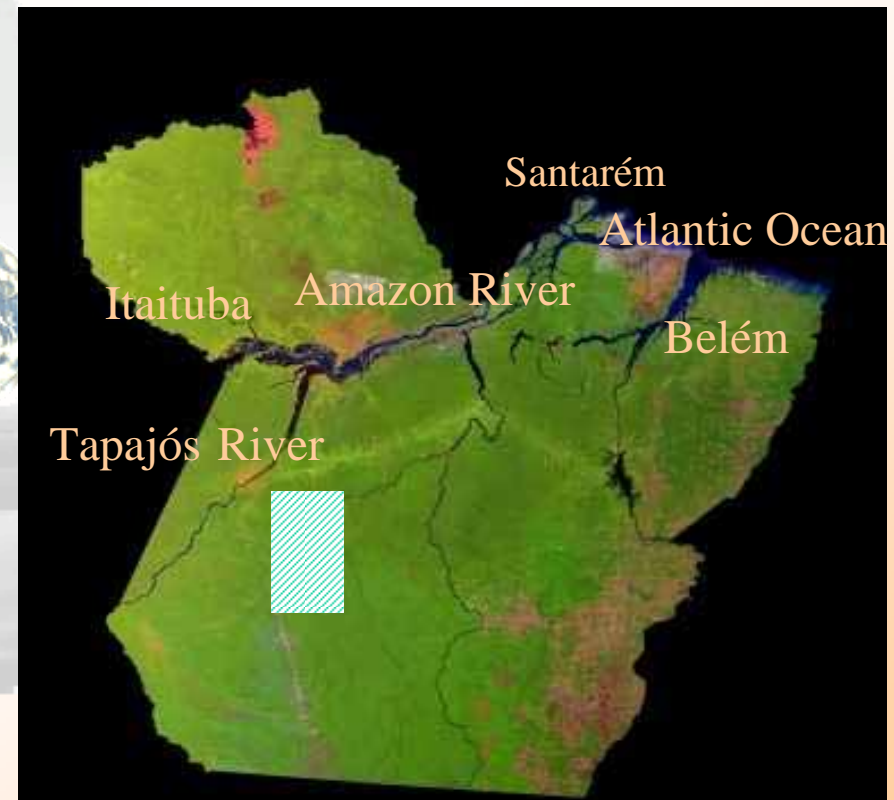 Santarém
Atlantic Ocean
Itaituba
Amazon River
Belém
Tapajós River